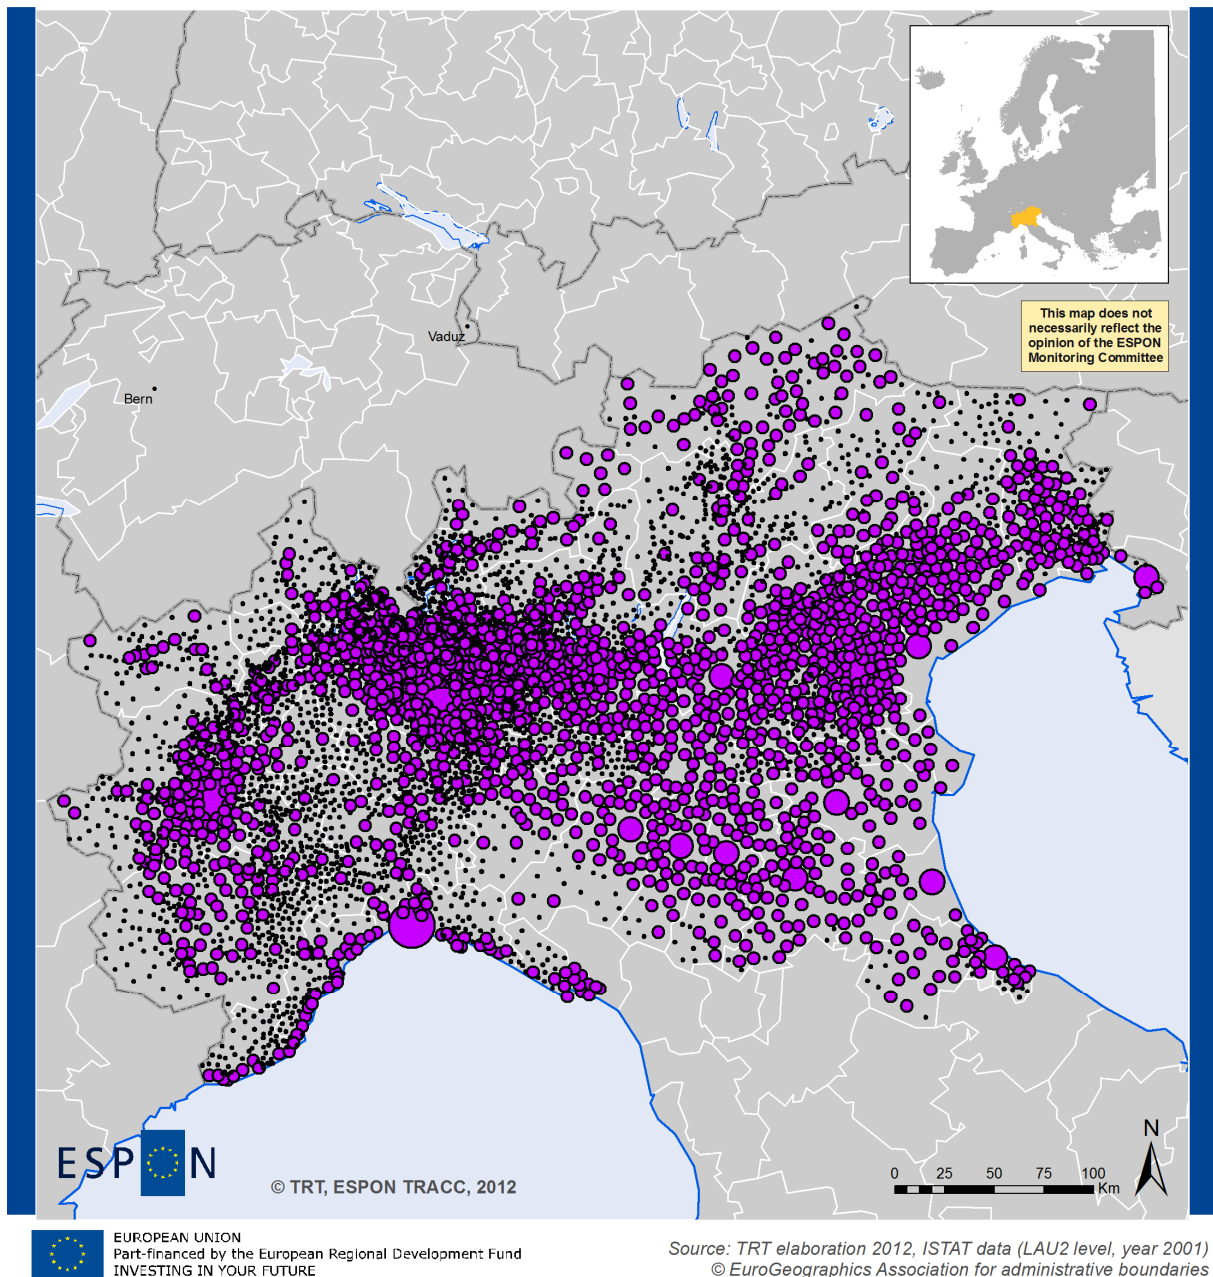 This map does not
necessarily reflect the
opinion of the ESPON
Monitoring Committee
Vaduz
Bern
N
0 25 50 75 100
Km
ESPON
© TRT, ESPON TRACC, 2012
EUROPEAN UNION
Part-financed by the European Regional Development Fund
INVESTING IN YOUR FUTURE
Source: TRT elaboration 2012, ISTAT data (LAU2 level, year 2001)
© EuroGeographics Association for administrative boundaries